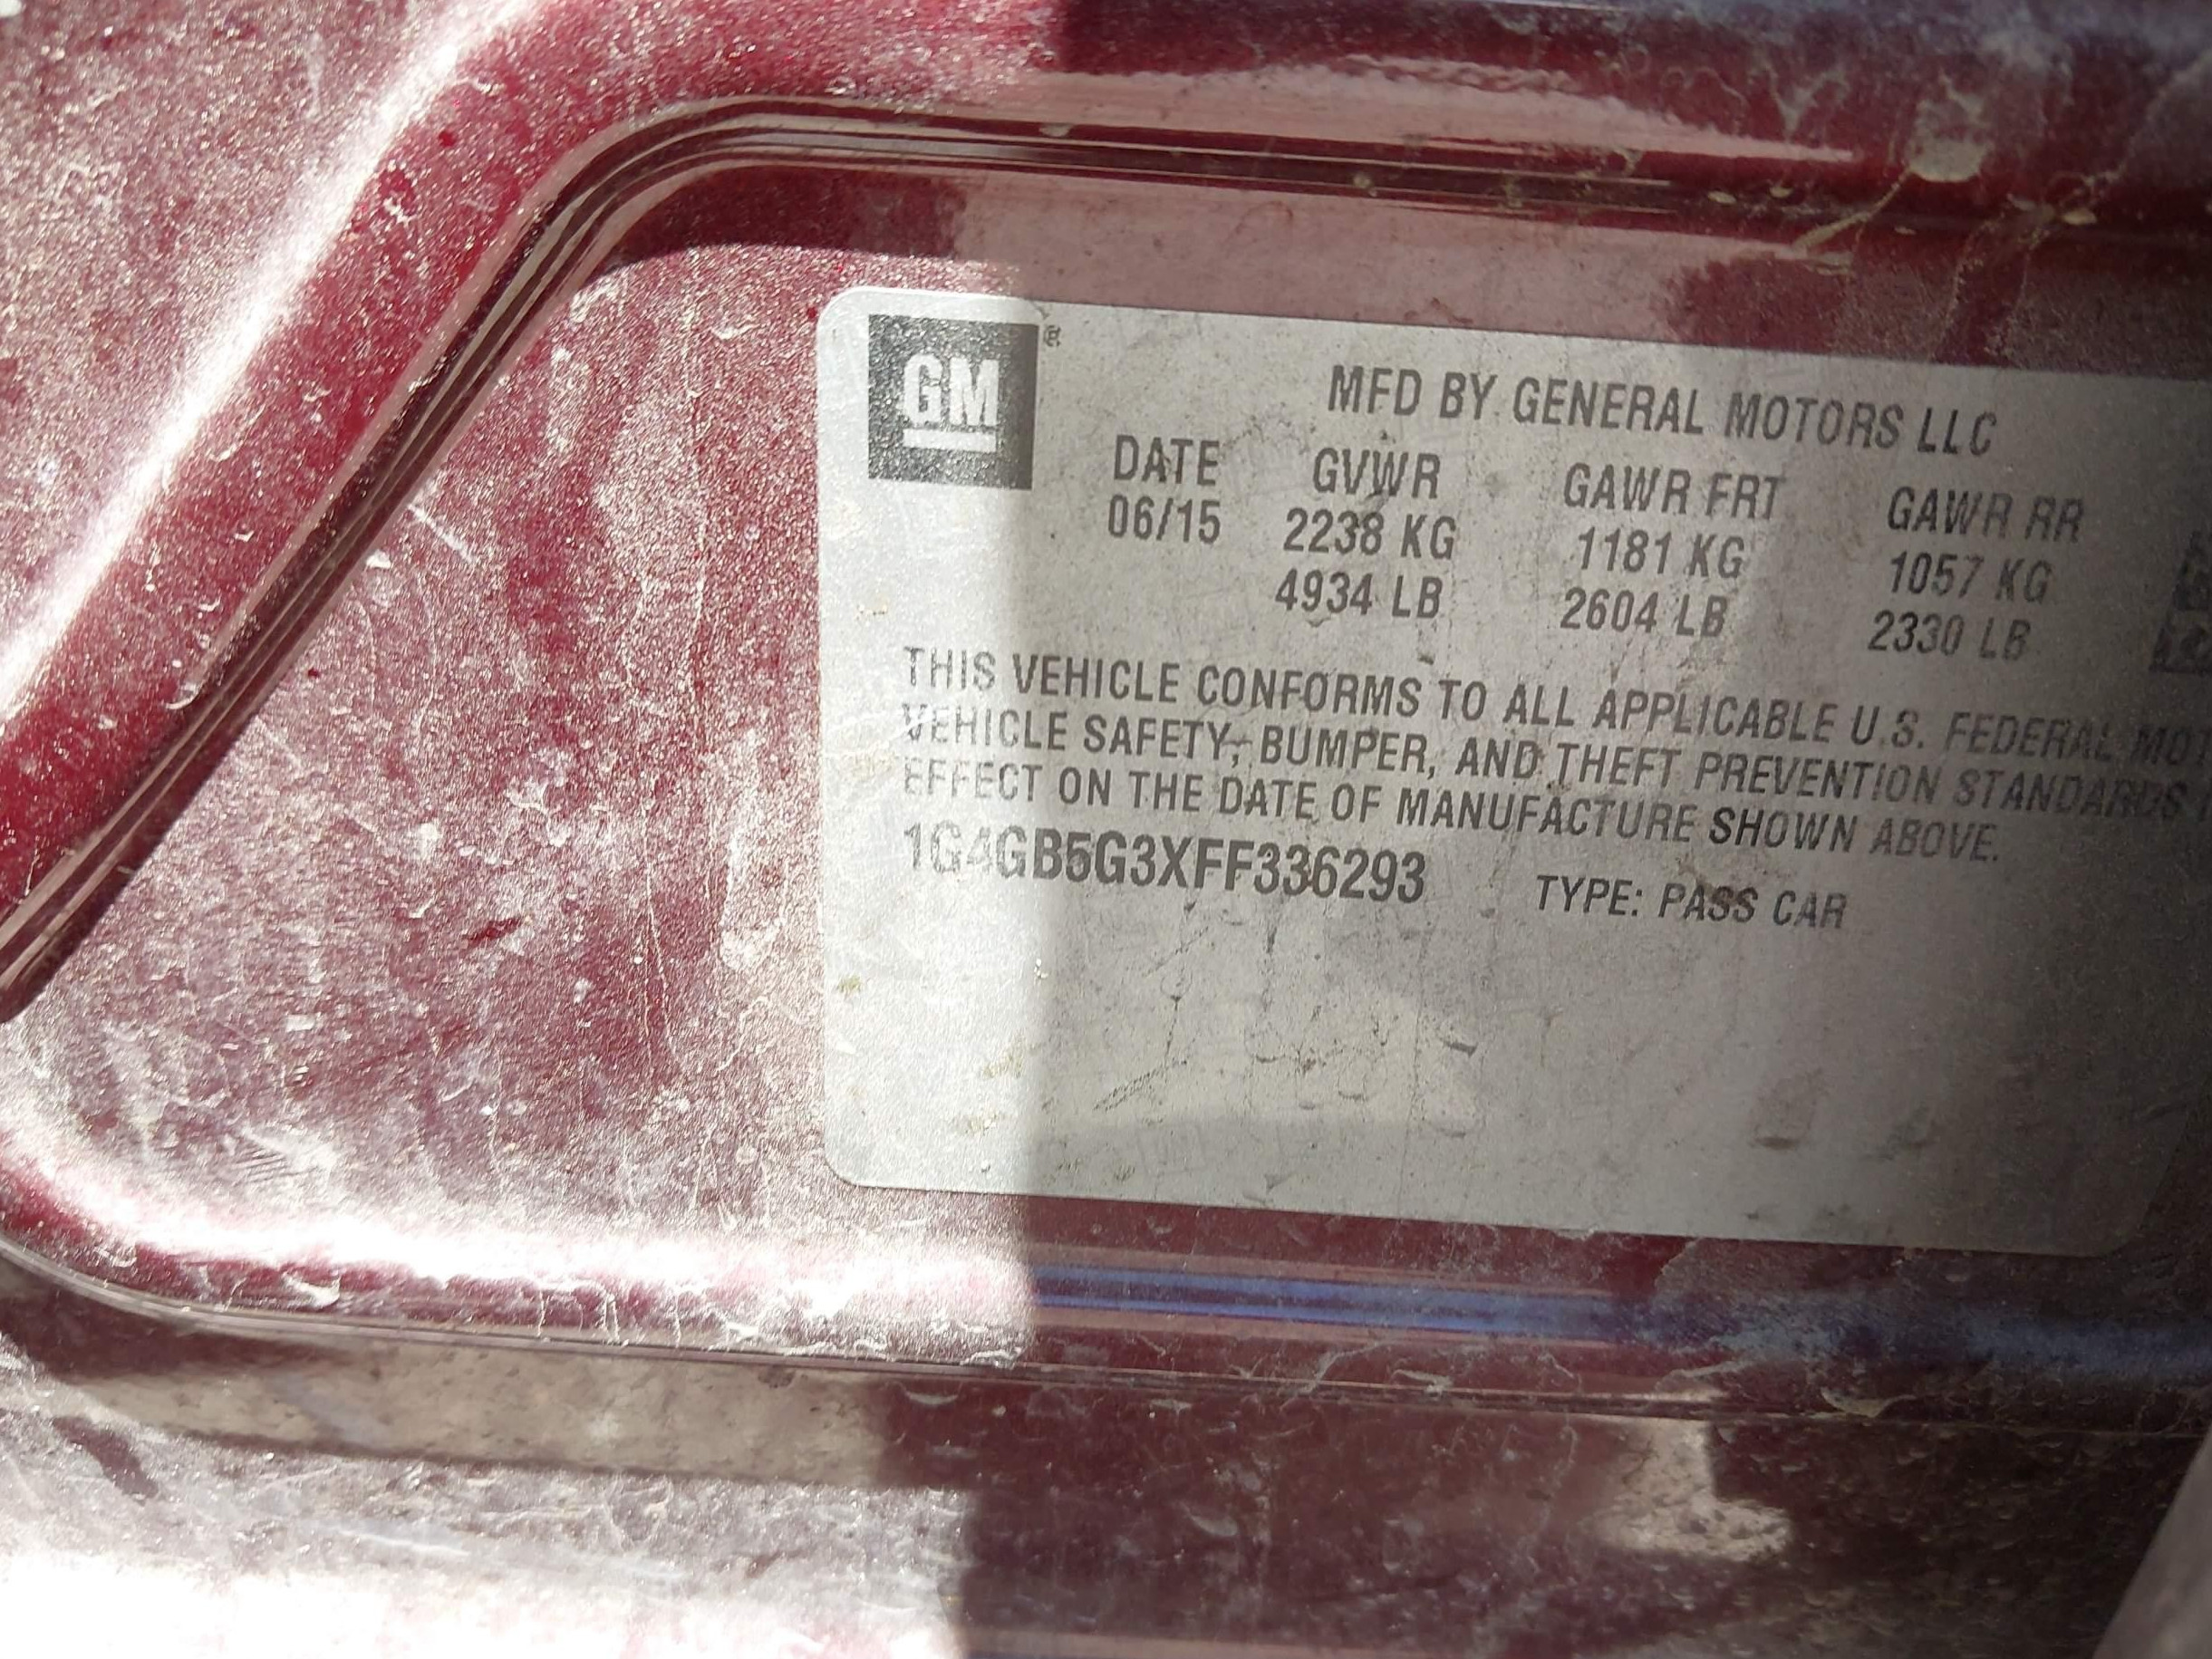 GM ®
MFD BY GENERAL MOTORS LLC
DATE GVWR GAWR FRT GAWR RR
06/15 2238 KG 1181 KG 1057 KG
4934 LB 2604 LB 2330 LB
THIS VEHICLE CONFORMS TO ALL APPLICABLE U.S. FEDERAL MOT
VEHICLE SAFETY, BUMPER, AND THEFT PREVENTION STANDARDS
EFFECT ON THE DATE OF MANUFACTURE SHOWN ABOVE.
1G4GB5G3XFF336293 TYPE: PASS CAR